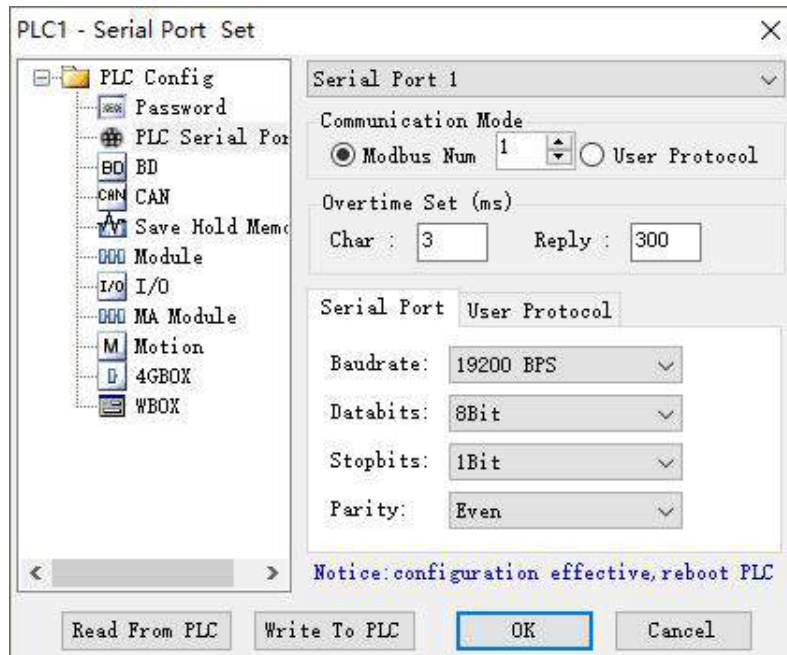 PLC1 - Serial Port Set
PLC Config
Password
PLC Serial Por
BD BD
CAN CAN
Save Hold Memo
Module
I/O I/O
MA Module
M Motion
4GBOX
WBOX
Serial Port 1
Communication Mode
Modbus Num 1 User Protocol
Overtime Set (ms)
Char : 3 Reply : 300
Serial Port User Protocol
Baudrate: 19200 BPS
Databits: 8Bit
Stopbits: 1Bit
Parity: Even
Notice:configuration effective,reboot PLC
Read From PLC Write To PLC OK Cancel